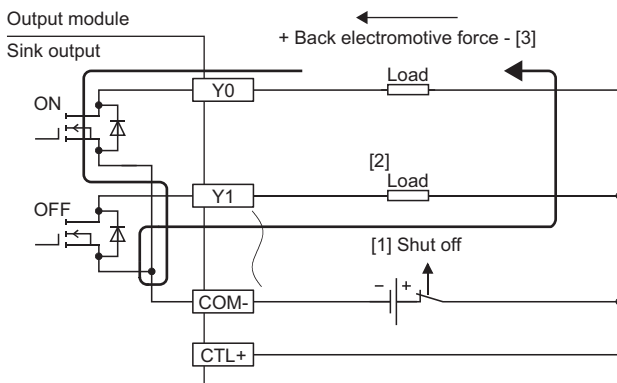 Output module
Sink output
+ Back electromotive force - [3]
Load
Y0
ON
[2]
Load
Y1
OFF
[1] Shut off
− +
COM-
CTL+